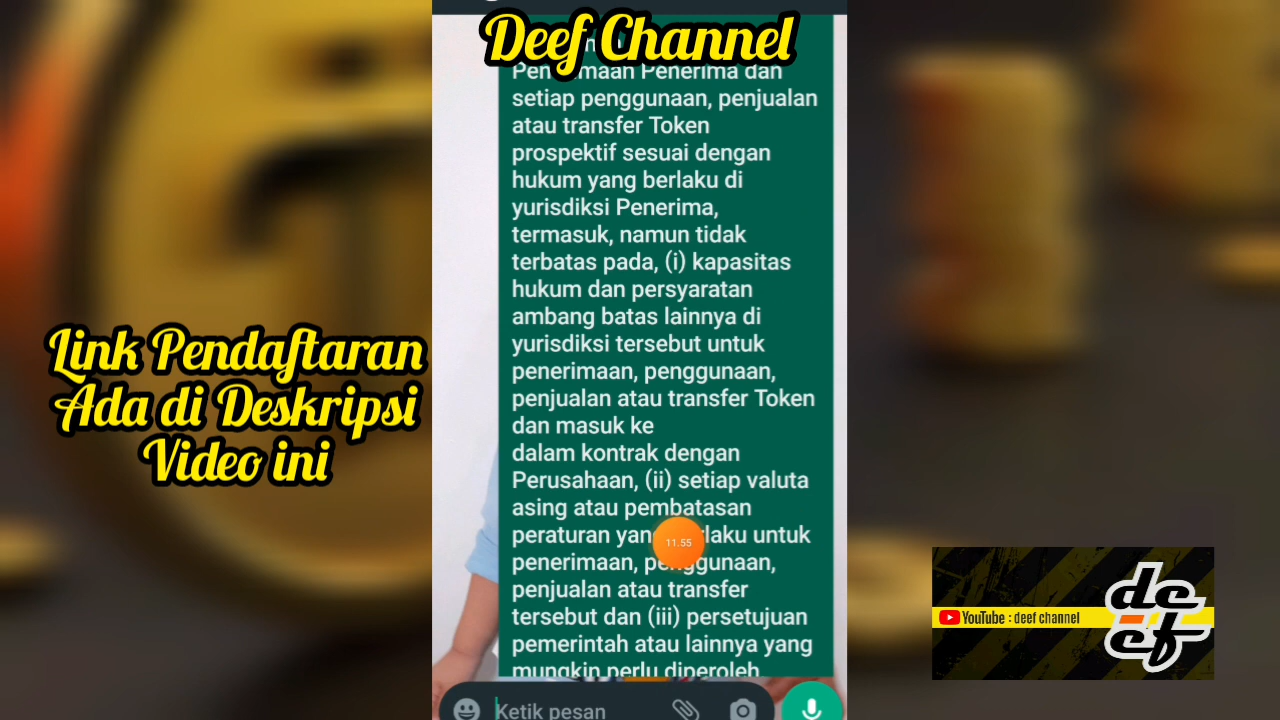 Deef Channel
Penerima dan
setiap penggunaan, penjualan
atau transfer Token
prospektif sesuai dengan
hukum yang berlaku di
yurisdiksi Penerima,
termasuk, namun tidak
terbatas pada, (i) kapasitas
hukum dan persyaratan
ambang batas lainnya di
yurisdiksi tersebut untuk
penerimaan, penggunaan,
penjualan atau transfer Token
dan masuk ke
dalam kontrak dengan
Perusahaan, (ii) setiap valuta
asing atau pembatasan
peraturan untuk
penerimaan,
penjualan atau transfer
tersebut dan (iii) persetujuan
pemerintah atau lainnya yang
mungkin perlu diperoleh
11.55
Ketik pesan
Link Pendaftaran
Ada di Deskripsi
Video ini
YouTube : deef channel
de
ef